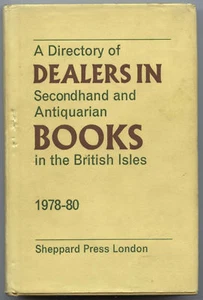 A Directory of
DEALERS IN
Secondhand and
Antiquarian
BOOKS
in the British Isles
1978-80
Sheppard Press London